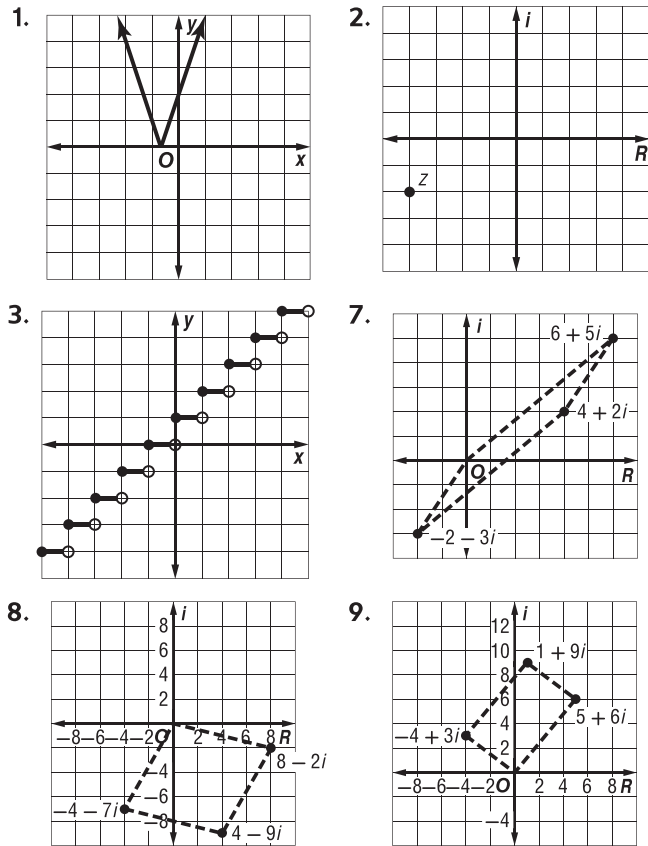 1.
y
O
x
2.
i
z
R
3.
y
x
7.
i
6 + 5i
4 + 2i
O
R
−2 − 3i
8.
i
8
6
4
2
−8−6−4−2
O
2 4 6 8 R
8 − 2i
−4
−6
−8
−4 − 7i
4 − 9i
9.
i
12
10
8
6
4
2
1 + 9i
5 + 6i
−4 + 3i
−8−6−4−2 O 2 4 6 8 R
−4